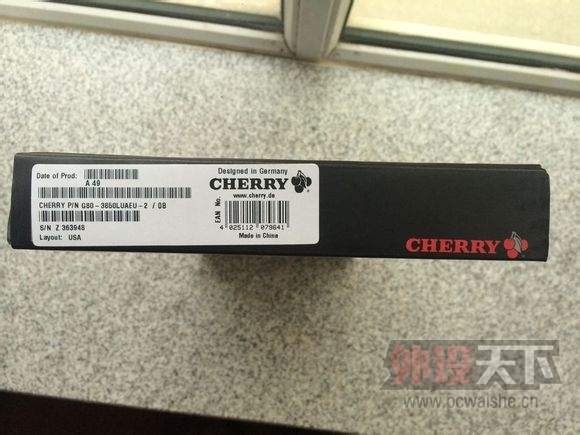 Date of Prod:
A 49
CHERRY P/N G80-3850LUAEU-2 / 08
S/N Z 363948
Layout: USA
Designed in Germany
CHERRY
www.cherry.de
EAN No.
4 025112 079641
Made in China
CHERRY
外设天下
www.pcwaishe.cn